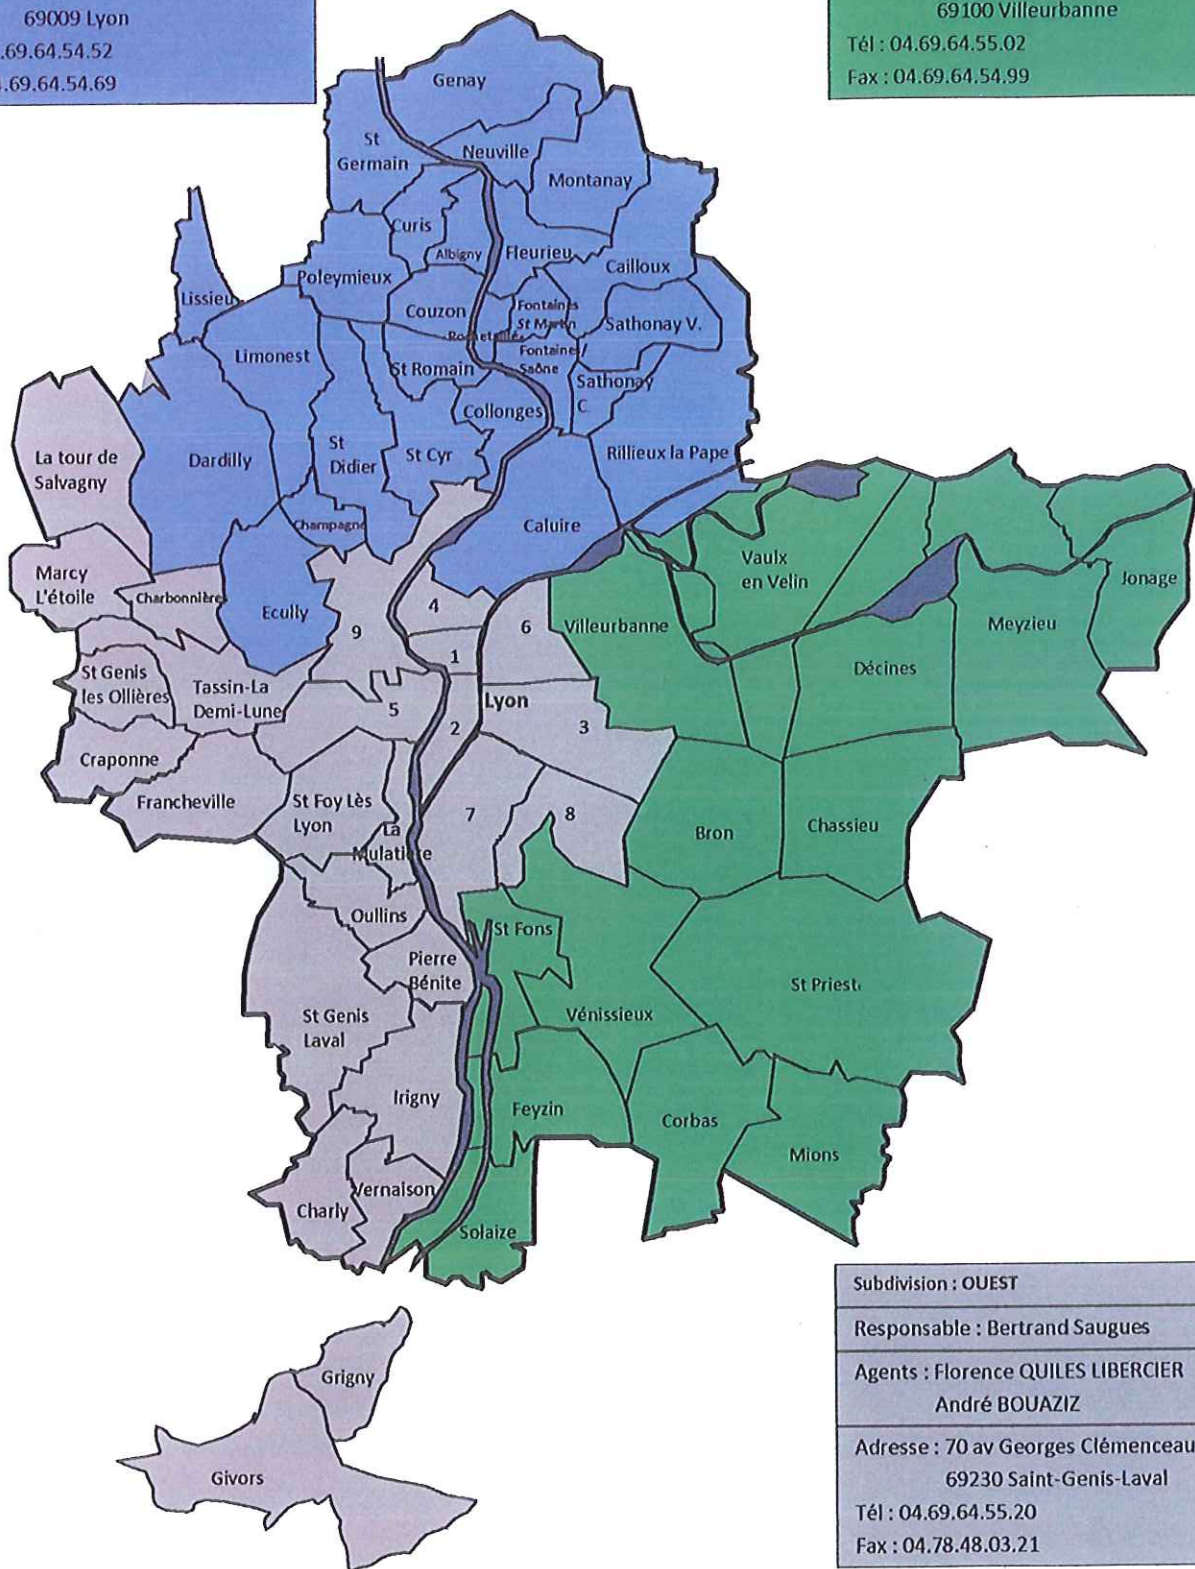 69009 Lyon
.69.64.54.52
.69.64.54.69
69100 Villeurbanne
Tél : 04.69.64.55.02
Fax : 04.69.64.54.99
Genay
St
Germain
Neuville
Montanay
Curis
Albigny
Fleurieu
Cailloux
Lissieu
Poleymieux
Couzon
Fontaines
St Martin
Sathonay V.
Limonest
Rochetaillée
St Romain
Fontaines/
Saône
Sathonay
C
Collonges
La tour de
Salvagny
Dardilly
St
Didier
St Cyr
Rillieux la Pape
Champagne
Caluire
Vaulx
en Velin
Marcy
L'étoile
Charbonnière
Ecully
Jonage
4
9
6
Villeurbanne
Meyzieu
1
St Genis
les Ollières
Tassin-La
Demi-Lune
Décines
5
Lyon
2
3
Craponne
Francheville
St Foy Lès
Lyon
7
8
Bron
Chassieu
La
Mulatière
Oullins
St Fons
Pierre
Bénite
St Priest
St Genis
Laval
Vénissieux
Irigny
Feyzin
Corbas
Mions
Vernaison
Charly
Solaize
Grigny
Givors
Subdivision : OUEST
Responsable : Bertrand Saugues
Agents : Florence QUILES LIBERCIER
André BOUAZIZ
Adresse : 70 av Georges Clémenceau
69230 Saint-Genis-Laval
Tél : 04.69.64.55.20
Fax : 04.78.48.03.21